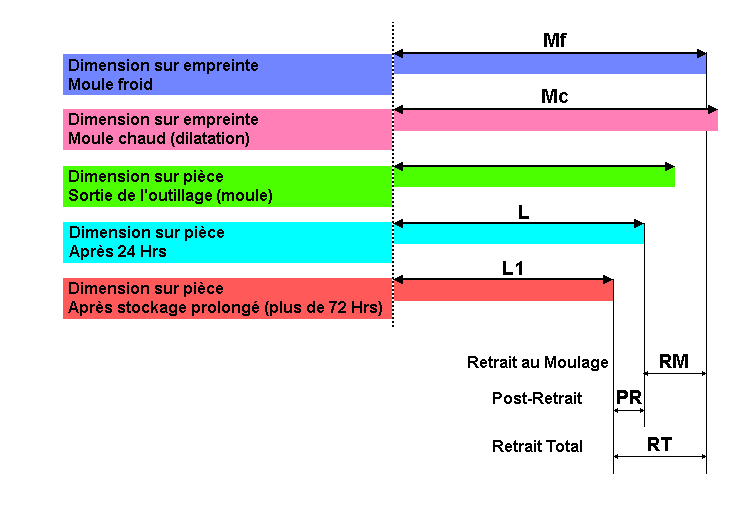 Mf
Dimension sur empreinte
Moule froid
Mc
Dimension sur empreinte
Moule chaud (dilatation)
Dimension sur pièce
Sortie de l'outillage (moule)
L
Dimension sur pièce
Après 24 Hrs
L1
Dimension sur pièce
Après stockage prolongé (plus de 72 Hrs)
Retrait au Moulage RM
Post-Retrait PR
Retrait Total RT